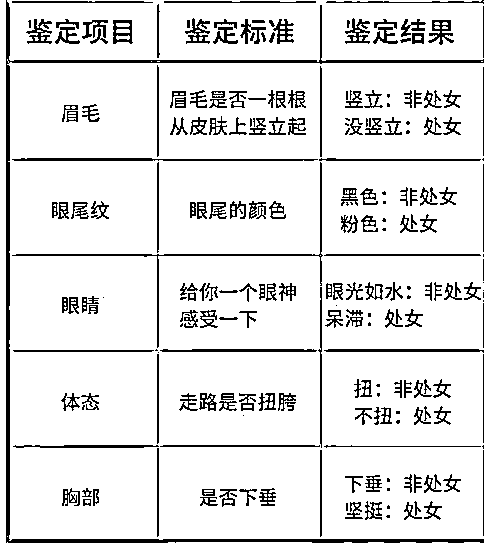 鉴定项目 鉴定标准 鉴定结果
眉毛
眉毛是否一根根
从皮肤上竖立起
竖立：非处女
没竖立：处女
眼尾纹
眼尾的颜色
黑色：非处女
粉色：处女
眼睛
给你一个眼神
感受一下
眼光如水：非处女
呆滞：处女
体态
走路是否扭胯
扭：非处女
不扭：处女
胸部
是否下垂
下垂：非处女
坚挺：处女